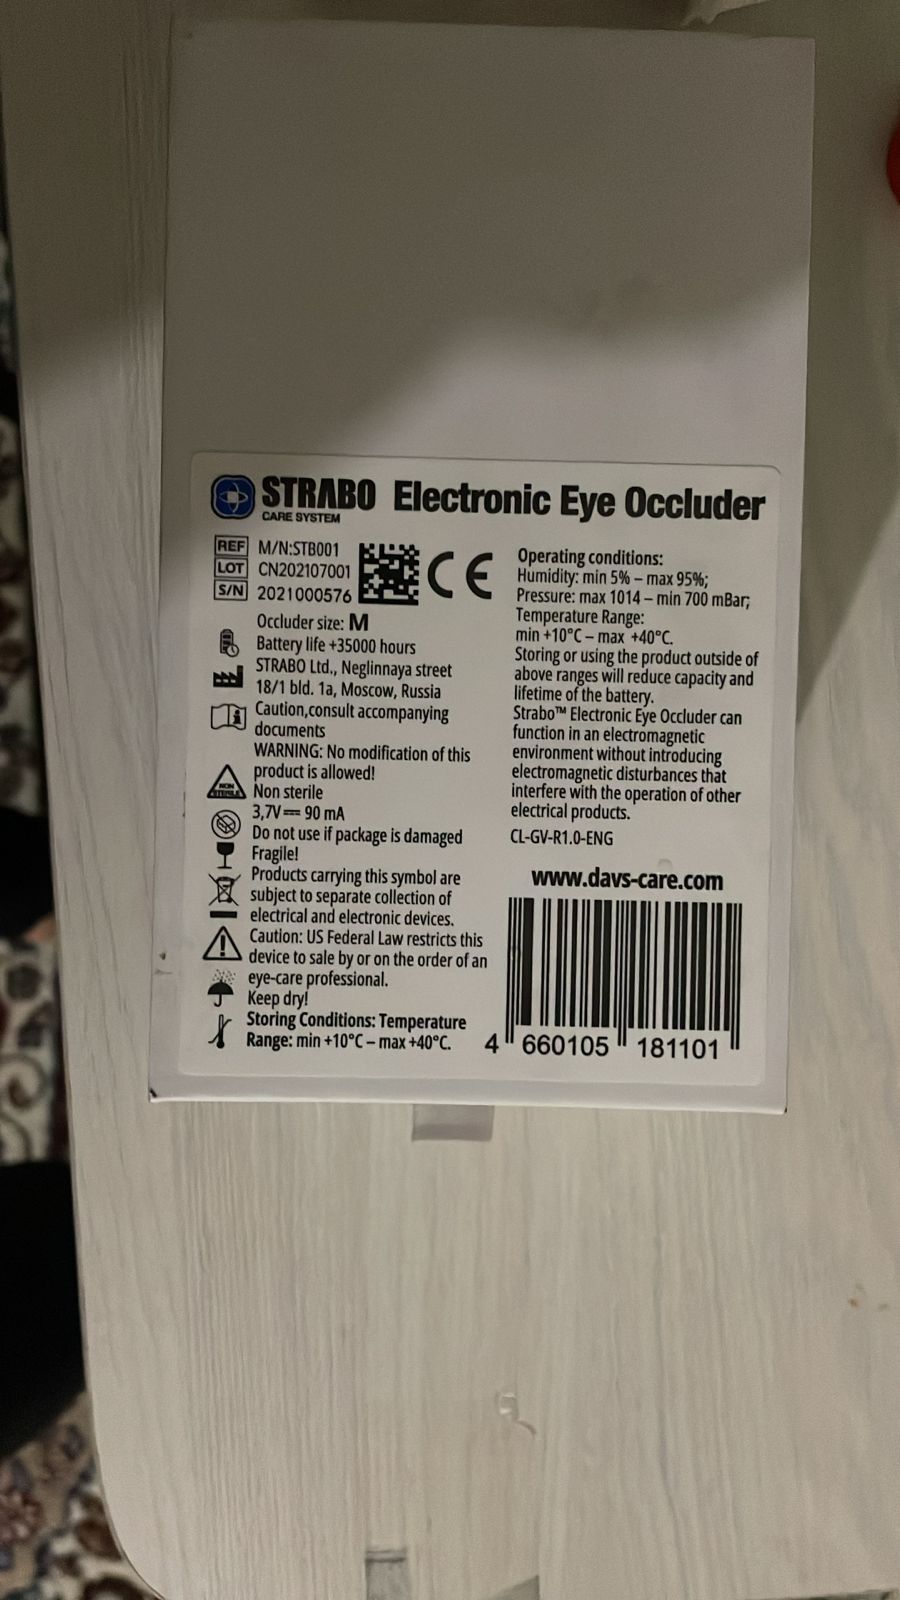 STRABO Electronic Eye Occluder
CARE SYSTEM
REF M/N:STB001
LOT CN202107001
S/N 2021000576
CE
Occluder size: M
Battery life +35000 hours
STRABO Ltd., Neglinnaya street
18/1 bld. 1a, Moscow, Russia
Caution,consult accompanying
documents
WARNING: No modification of this
product is allowed!
NON STERILE
Non sterile
3,7V⎓ 90 mA
Do not use if package is damaged
Fragile!
Products carrying this symbol are
subject to separate collection of
electrical and electronic devices.
Caution: US Federal Law restricts this
device to sale by or on the order of an
eye-care professional.
Keep dry!
Storing Conditions: Temperature
Range: min +10°C – max +40°C.
Operating conditions:
Humidity: min 5% – max 95%;
Pressure: max 1014 – min 700 mBar;
Temperature Range:
min +10°C – max +40°C.
Storing or using the product outside of
above ranges will reduce capacity and
lifetime of the battery.
Strabo™ Electronic Eye Occluder can
function in an electromagnetic
environment without introducing
electromagnetic disturbances that
interfere with the operation of other
electrical products.
CL-GV-R1.0-ENG
www.davs-care.com
4 660105 181101